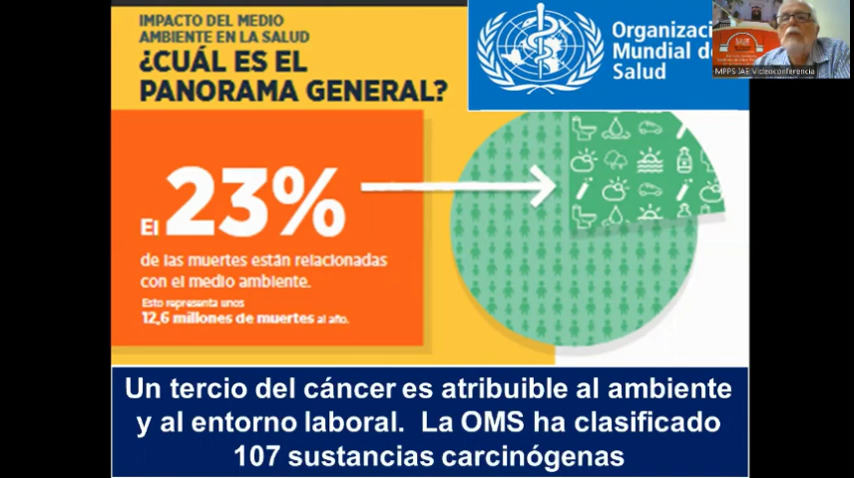 IMPACTO DEL MEDIO
AMBIENTE EN LA SALUD
¿CUÁL ES EL
PANORAMA GENERAL?
Organizaci
Mundial d
Salud
MPPS IAE Videoconferencia
El 23%
de las muertes están relacionadas
con el medio ambiente.
Esto representa unos
12,6 millones de muertes al año.
Un tercio del cáncer es atribuible al ambiente
y al entorno laboral. La OMS ha clasificado
107 sustancias carcinógenas